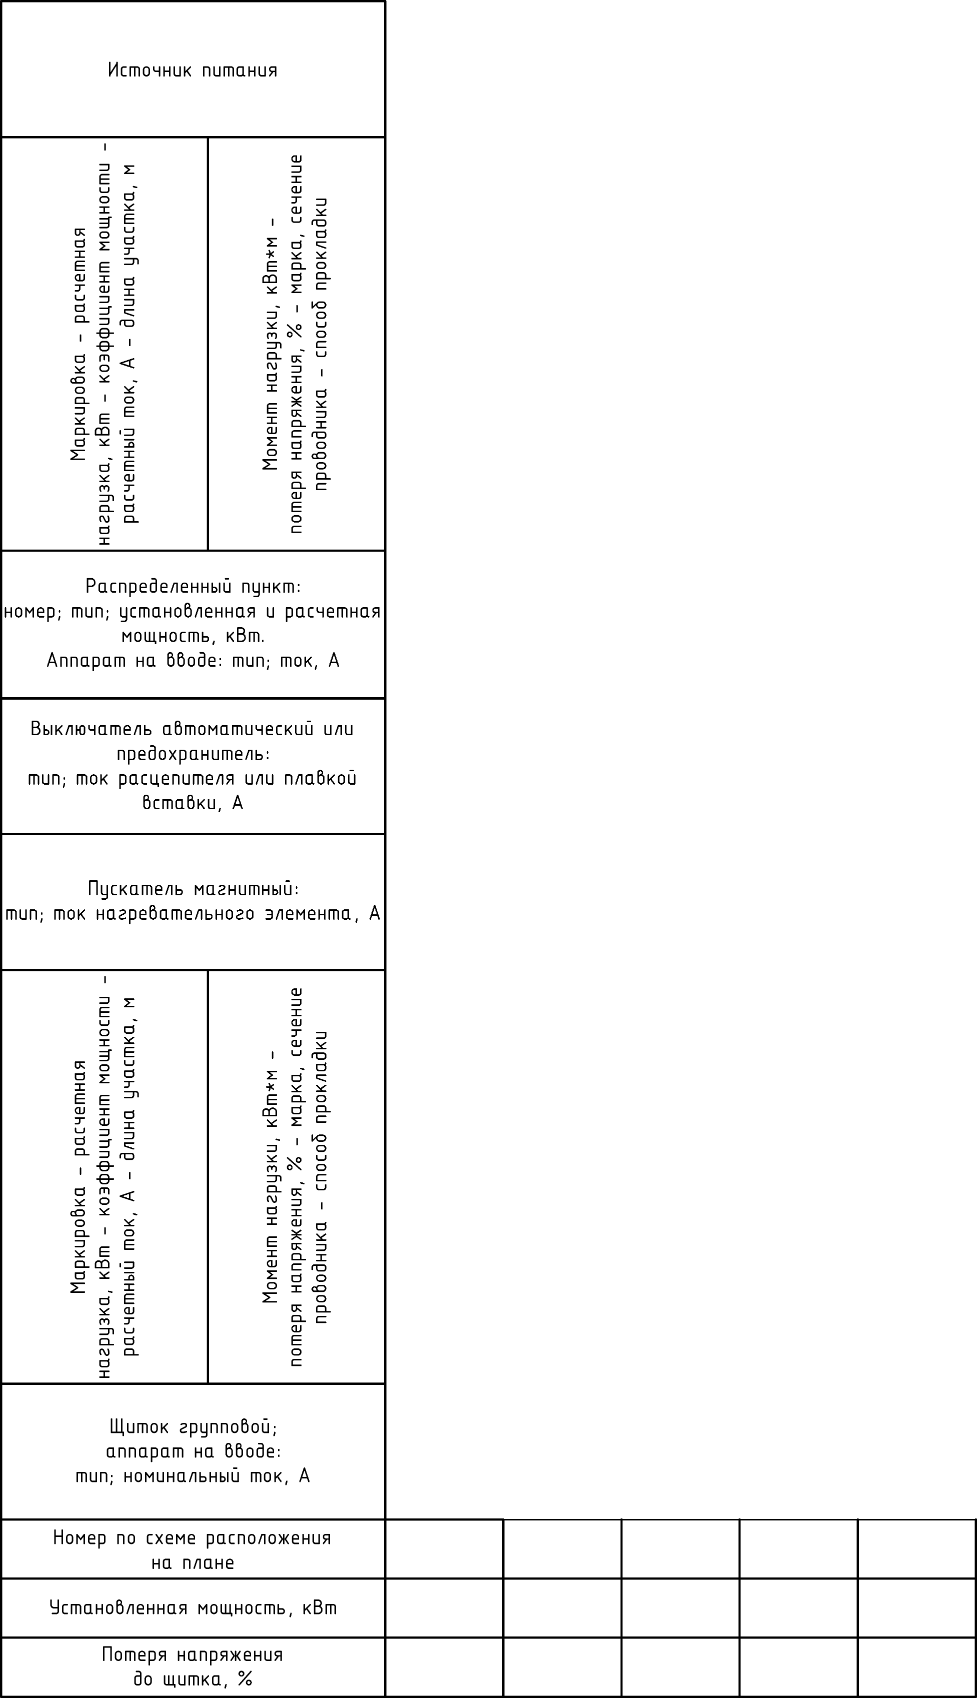 Источник питания
Маркировка - расчетная
нагрузка, кВт - коэффициент мощности -
расчетный ток, А - длина участка, м
Момент нагрузки, кВт*м -
потеря напряжения, % - марка, сечение
проводника - способ прокладки
Распределенный пункт:
номер; тип; установленная и расчетная
мощность, кВт.
Аппарат на вводе: тип; ток, А
Выключатель автоматический или
предохранитель:
тип; ток расцепителя или плавкой
вставки, А
Пускатель магнитный:
тип; ток нагревательного элемента, А
Маркировка - расчетная
нагрузка, кВт - коэффициент мощности -
расчетный ток, А - длина участка, м
Момент нагрузки, кВт*м -
потеря напряжения, % - марка, сечение
проводника - способ прокладки
Щиток групповой;
аппарат на вводе:
тип; номинальный ток, А
Номер по схеме расположения
на плане
Установленная мощность, кВт
Потеря напряжения
до щитка, %